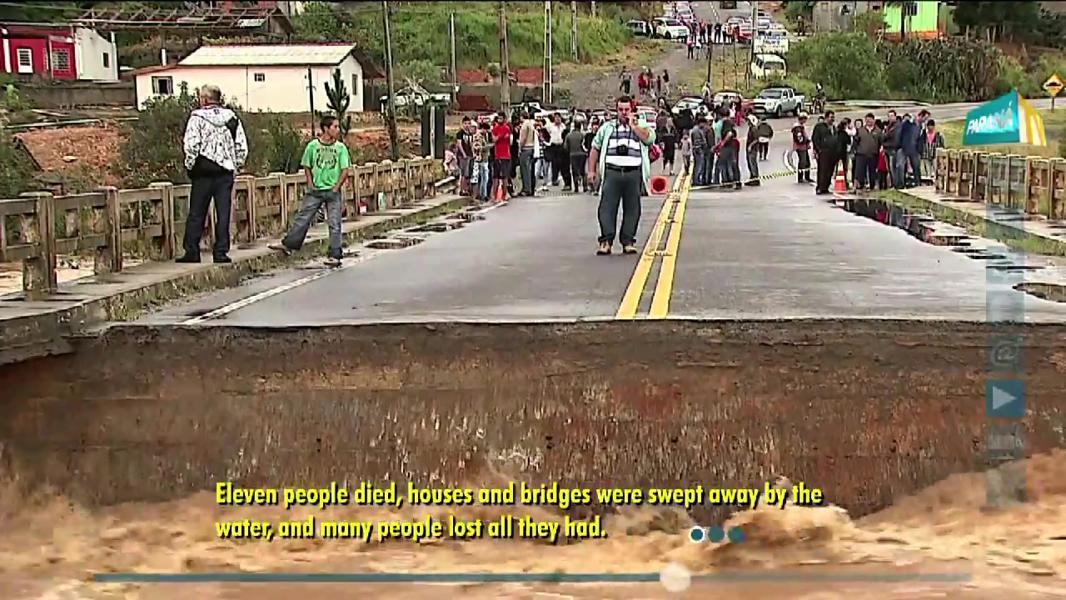 PARANÁ
@
Eleven people died, houses and bridges were swept away by the
water, and many people lost all they had.